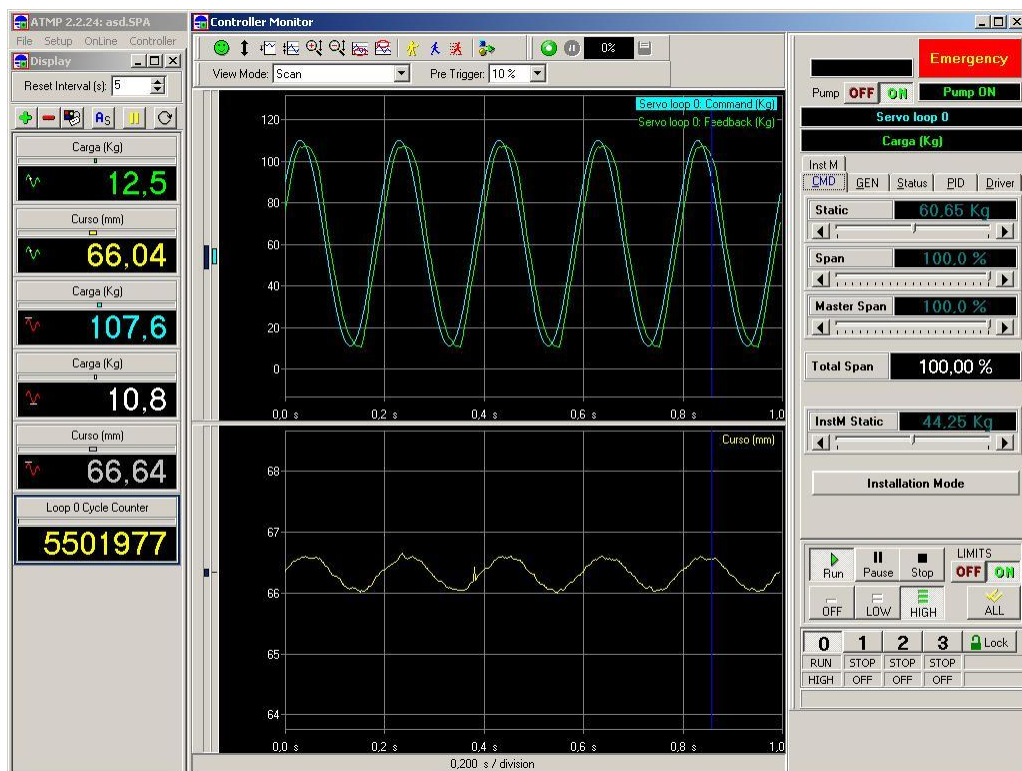 ATMP 2.2.24: asd.SPA
File Setup OnLine Controller
Display
Reset Interval (s): 5
As
Carga (Kg)
12,5
Curso (mm)
66,04
Carga (Kg)
107,6
Carga (Kg)
10,8
Curso (mm)
66,64
Loop 0 Cycle Counter
5501977
Controller Monitor
0%
View Mode: Scan
Pre Trigger: 10 %
Servo loop 0: Command (Kg)
Servo loop 0: Feedback (Kg)
120
100
80
60
40
20
0
0,0 s 0,2 s 0,4 s 0,6 s 0,8 s 1,0
Curso (mm)
68
67
66
65
64
0,0 s 0,2 s 0,4 s 0,6 s 0,8 s 1,0
0,200 s / division
Emergency
Pump OFF ON Pump ON
Servo loop 0
Carga (Kg)
Inst M
CMD GEN Status PID Driver
Static 60,65 Kg
Span 100,0 %
Master Span 100,0 %
Total Span 100,00 %
InstM Static 44,25 Kg
Installation Mode
Run Pause Stop
LIMITS
OFF ON
OFF LOW HIGH ALL
0 1 2 3 Lock
RUN STOP STOP STOP
HIGH OFF OFF OFF